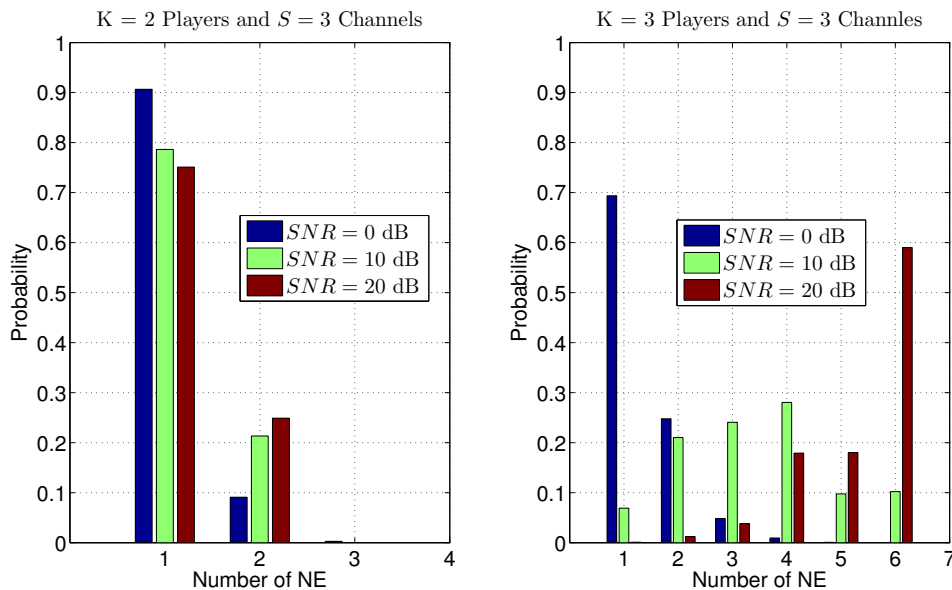 K = 2 Players and S = 3 Channels
1
0.9
0.8
0.7
0.6
0.5
0.4
0.3
0.2
0.1
0
Probability
SNR = 0 dB
SNR = 10 dB
SNR = 20 dB
1 2 3 4
Number of NE
K = 3 Players and S = 3 Channles
1
0.9
0.8
0.7
0.6
0.5
0.4
0.3
0.2
0.1
0
Probability
SNR = 0 dB
SNR = 10 dB
SNR = 20 dB
1 2 3 4 5 6 7
Number of NE